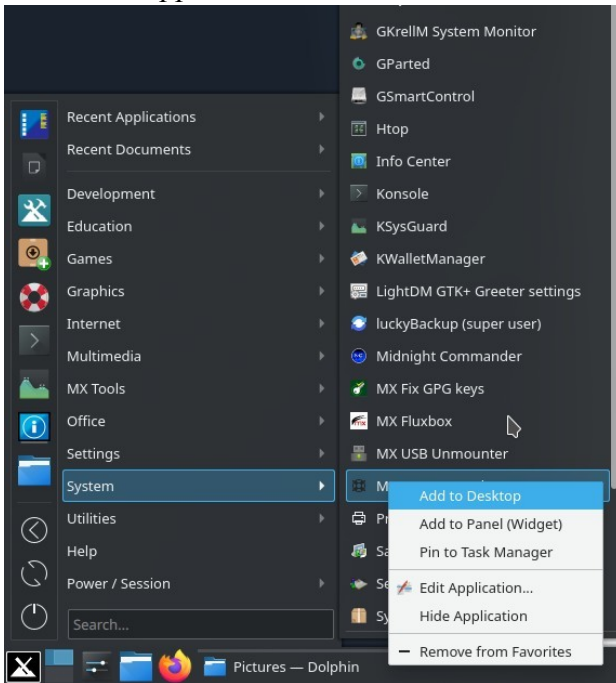 GKrellM System Monitor
GParted
GSmartControl
Htop
Info Center
Konsole
KSysGuard
KWalletManager
LightDM GTK+ Greeter settings
luckyBackup (super user)
Midnight Commander
MX Fix GPG keys
MX Fluxbox
MX USB Unmounter
Recent Applications
Recent Documents
Development
Education
Games
Graphics
Internet
Multimedia
MX Tools
Office
Settings
System
Utilities
Help
Power / Session
Search...
Add to Desktop
Add to Panel (Widget)
Pin to Task Manager
Edit Application...
Hide Application
Remove from Favorites
Pictures — Dolphin